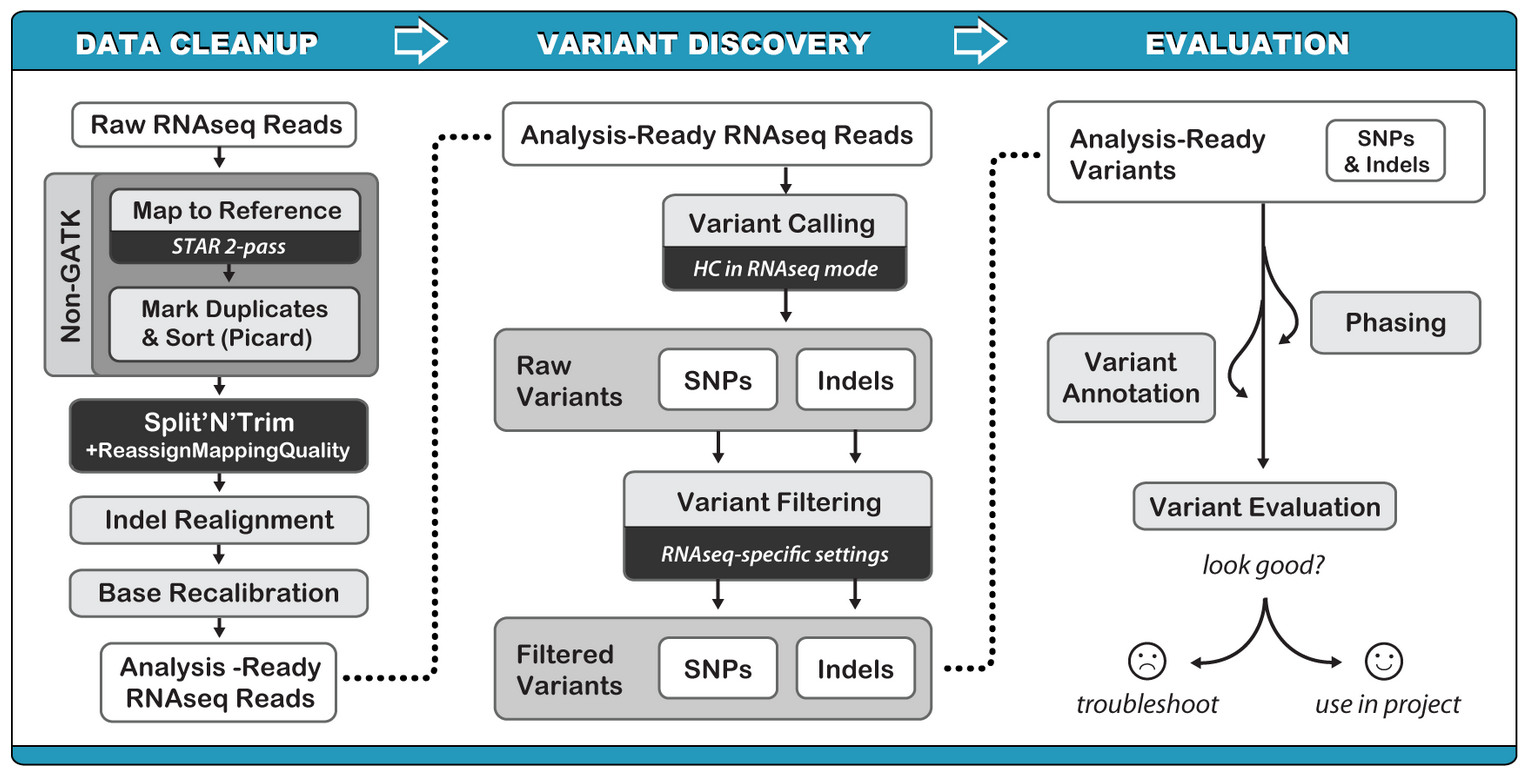 DATA CLEANUP
VARIANT DISCOVERY
EVALUATION
Raw RNAseq Reads
Non-GATK
Map to Reference
STAR 2-pass
Mark Duplicates
& Sort (Picard)
Split’N’Trim
+ReassignMappingQuality
Indel Realignment
Base Recalibration
Analysis -Ready
RNAseq Reads
Analysis-Ready RNAseq Reads
Variant Calling
HC in RNAseq mode
Raw
Variants
SNPs
Indels
Variant Filtering
RNAseq-specific settings
Filtered
Variants
SNPs
Indels
Analysis-Ready
Variants
SNPs
& Indels
Phasing
Variant
Annotation
Variant Evaluation
look good?
troubleshoot
use in project